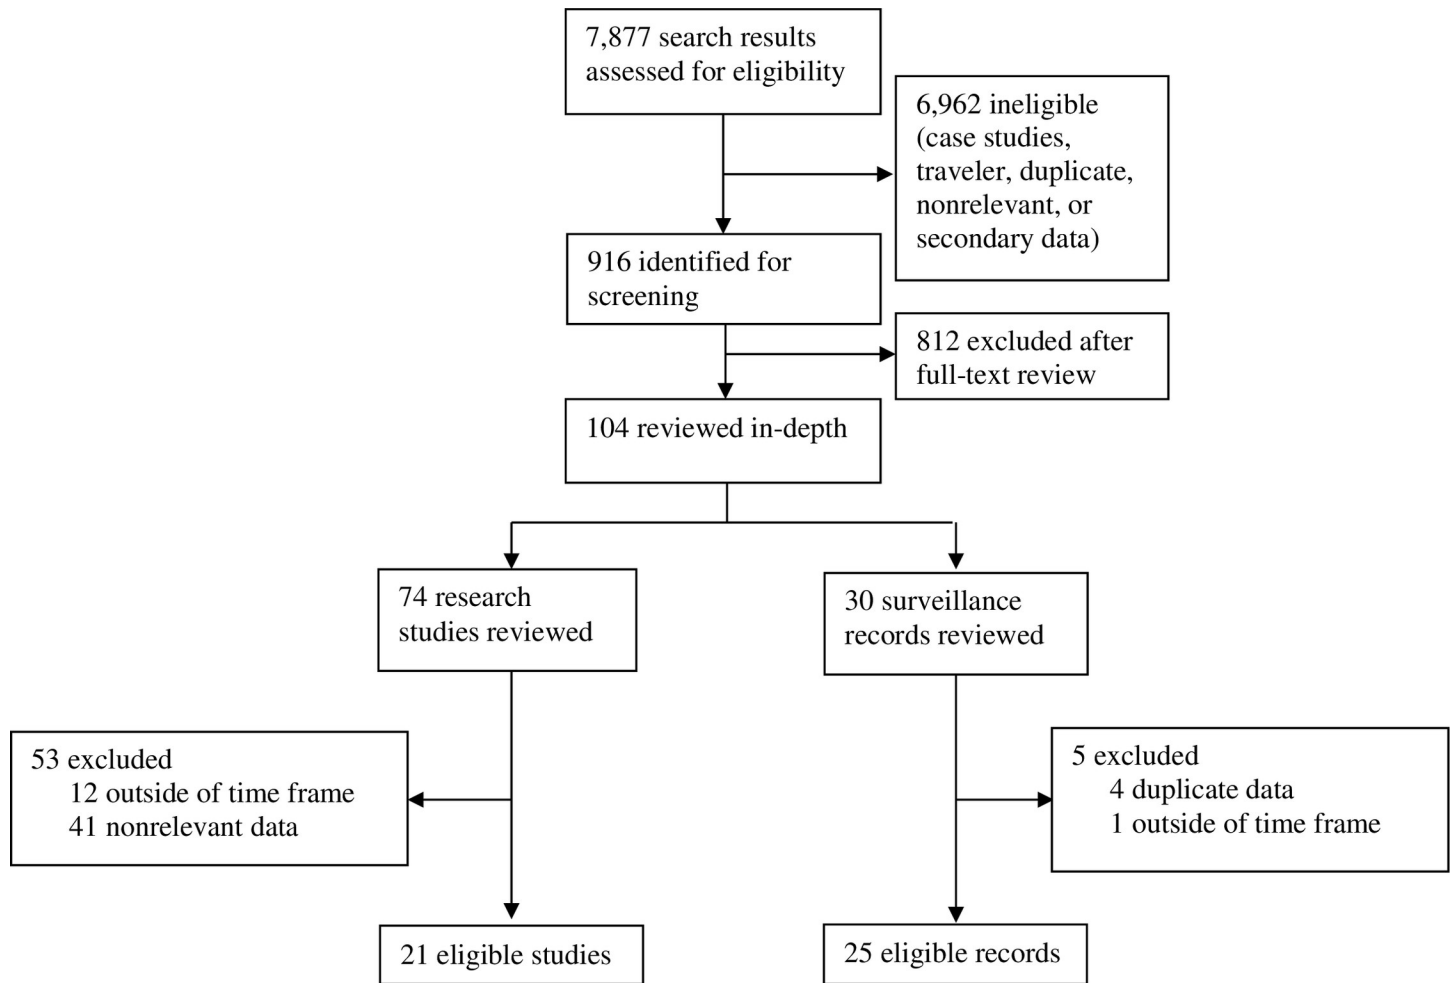 7,877 search results
assessed for eligibility
6,962 ineligible
(case studies,
traveler, duplicate,
nonrelevant, or
secondary data)
916 identified for
screening
812 excluded after
full-text review
104 reviewed in-depth
74 research
studies reviewed
30 surveillance
records reviewed
53 excluded
12 outside of time frame
41 nonrelevant data
5 excluded
4 duplicate data
1 outside of time frame
21 eligible studies
25 eligible records